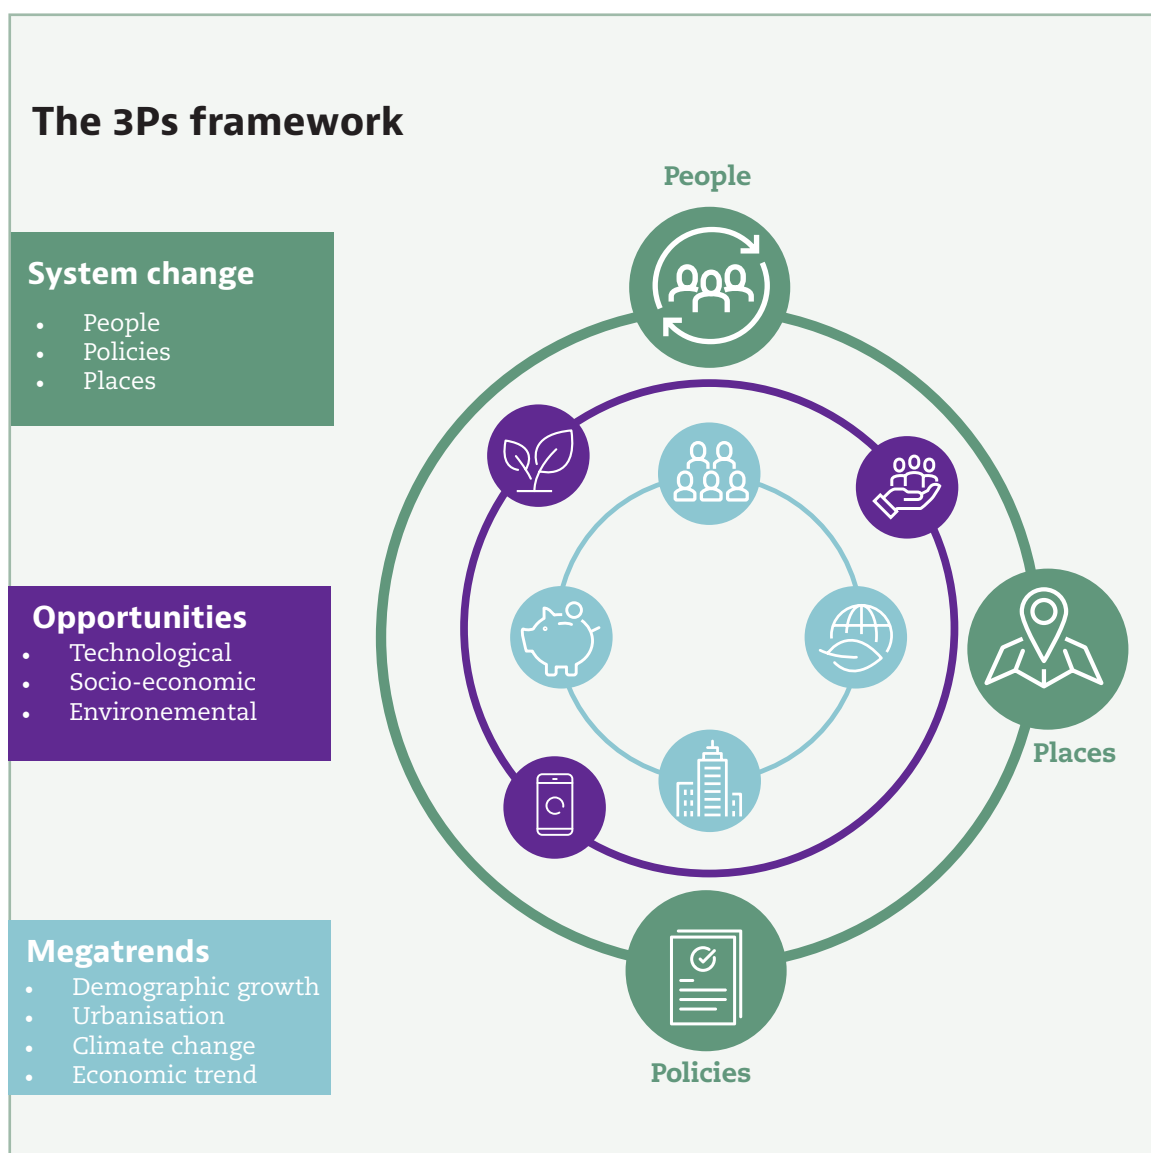 The 3Ps framework
People
System change
• People
• Policies
• Places
Opportunities
• Technological
• Socio-economic
• Environemental
Places
Megatrends
• Demographic growth
• Urbanisation
• Climate change
• Economic trend
Policies